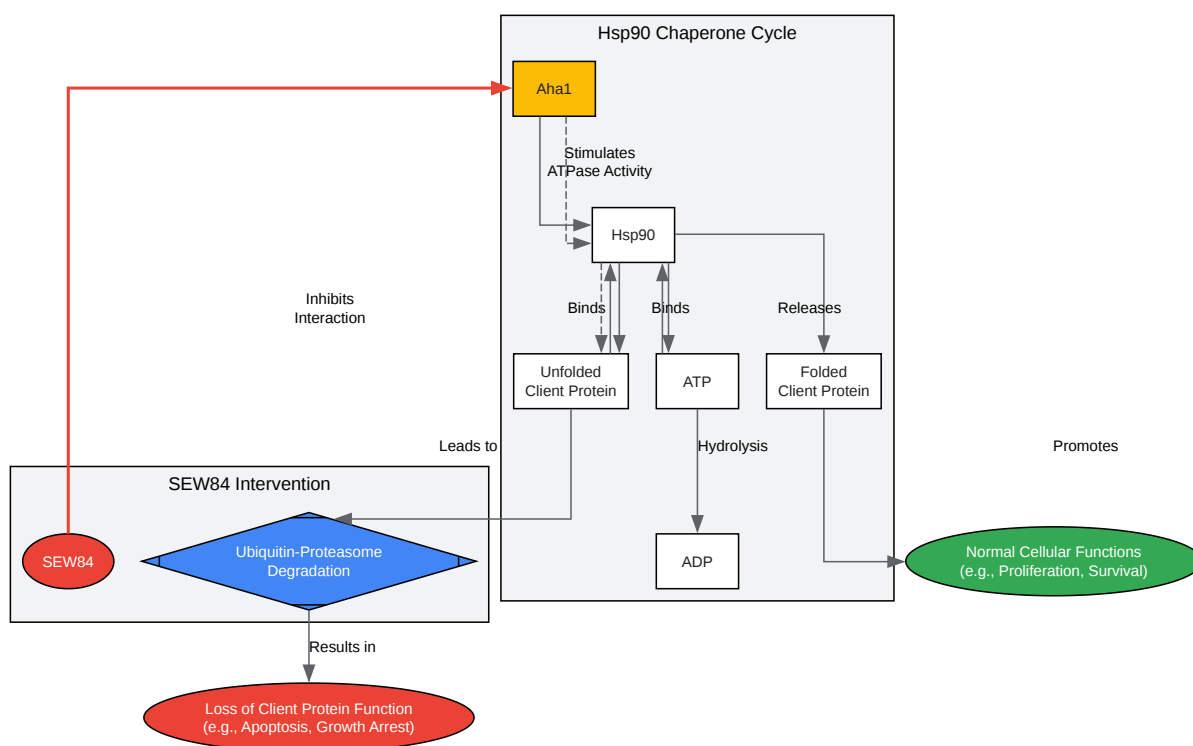 Hsp90 Chaperone Cycle
Aha1
Stimulates
ATPase Activity
Hsp90
Inhibits
Interaction
Binds
Binds
Releases
Unfolded
Client Protein
ATP
Folded
Client Protein
Leads to
Hydrolysis
Promotes
SEW84 Intervention
SEW84
Ubiquitin-Proteasome
Degradation
ADP
Normal Cellular Functions
(e.g., Proliferation, Survival)
Results in
Loss of Client Protein Function
(e.g., Apoptosis, Growth Arrest)